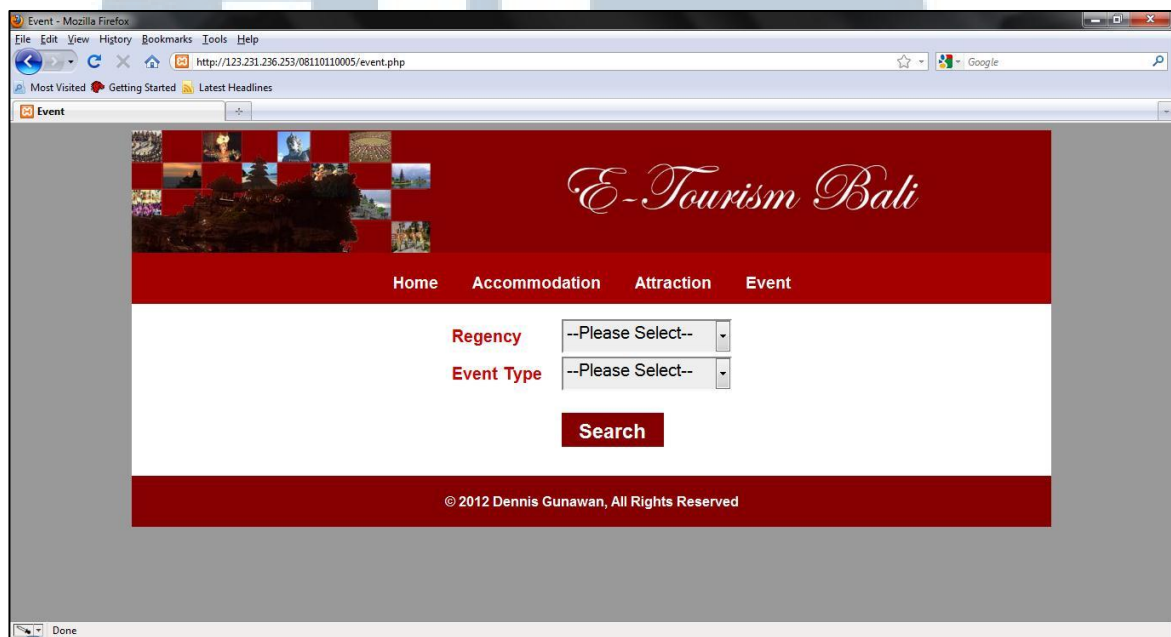 Event - Mozilla Firefox
File Edit View History Bookmarks Tools Help
http://123.231.236.253/08110110005/event.php
Google
Most Visited Getting Started Latest Headlines
Event
E-Tourism Bali
Home Accommodation Attraction Event
Regency --Please Select--
Event Type --Please Select--
Search
© 2012 Dennis Gunawan, All Rights Reserved
Done